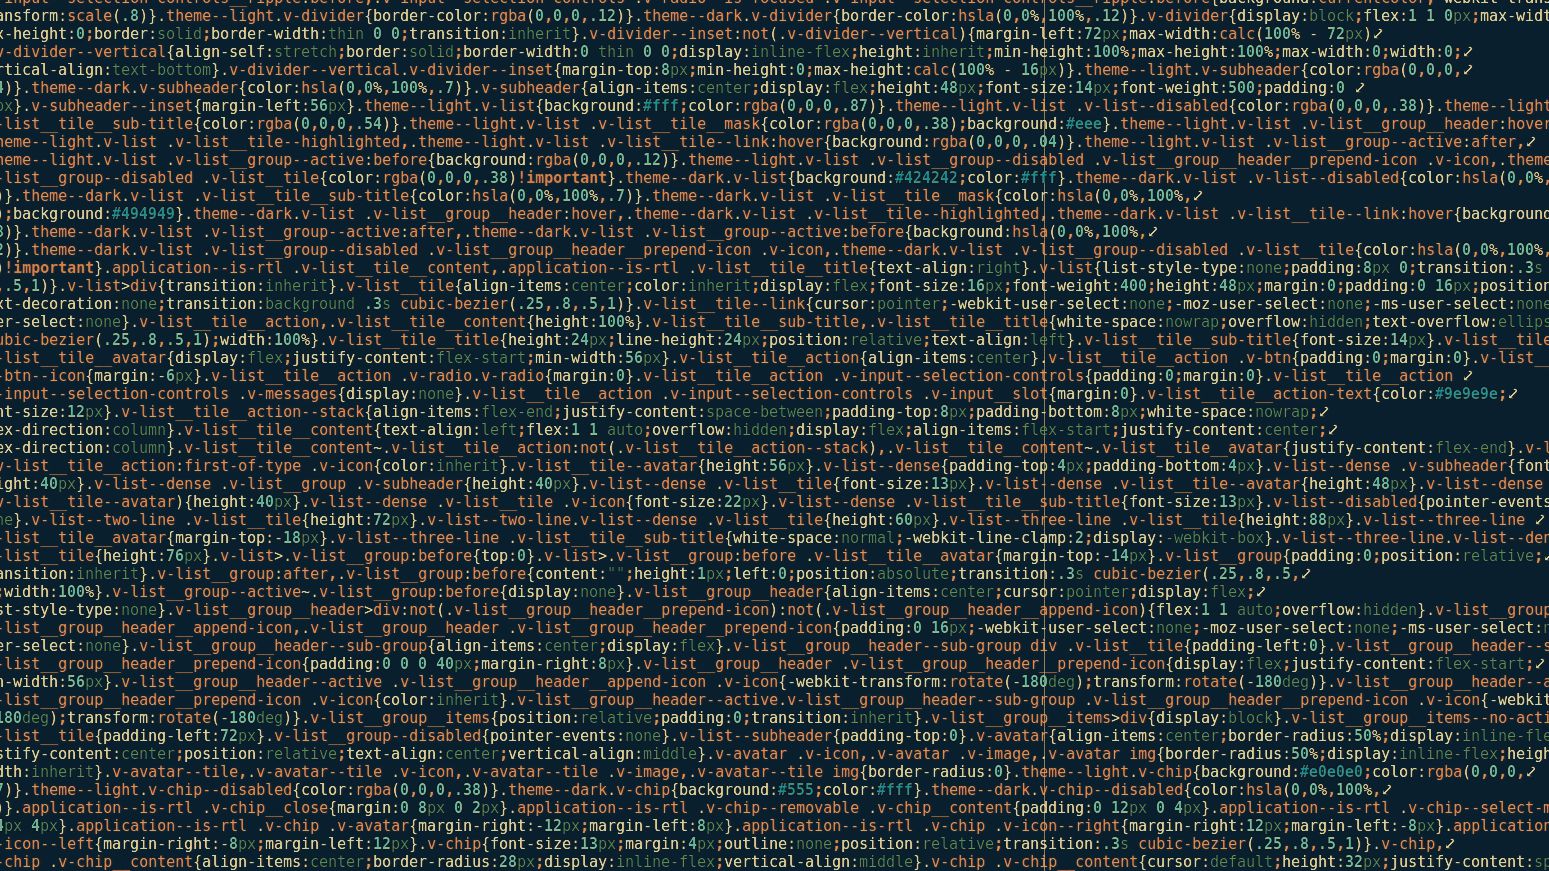 .theme--light.v-divider{border-color:rgba(0,0,0,.12)}.theme--dark.v-divider{border-color:hsla(0,0%,100%,.12)}.v-divider{display:block;flex:1 1 0px;max-widt
x-height:0;border:solid;border-width:thin 0 0;transition:inherit}.v-divider--inset:not(.v-divider--vertical){margin-left:72px;max-width:calc(100% - 72px)⤦
v-divider--vertical{align-self:stretch;border:solid;border-width:0 thin 0 0;display:inline-flex;height:inherit;min-height:100%;max-height:100%;max-width:0;width:0;⤦
rtical-align:text-bottom}.v-divider--vertical.v-divider--inset{margin-top:8px;min-height:0;max-height:calc(100% - 16px)}.theme--light.v-subheader{color:rgba(0,0,0,⤦
)}.theme--dark.v-subheader{color:hsla(0,0%,100%,.7)}.v-subheader{align-items:center;display:flex;height:48px;font-size:14px;font-weight:500;padding:0 ⤦
px}.v-subheader--inset{margin-left:56px}.theme--light.v-list{background:#fff;color:rgba(0,0,0,.87)}.theme--light.v-list .v-list--disabled{color:rgba(0,0,0,.38)}.theme--light
-list__tile__sub-title{color:rgba(0,0,0,.54)}.theme--light.v-list .v-list__tile__mask{color:rgba(0,0,0,.38);background:#eee}.theme--light.v-list .v-list__group__header:hover
heme--light.v-list .v-list__tile--highlighted,.theme--light.v-list .v-list__tile--link:hover{background:rgba(0,0,0,.04)}.theme--light.v-list .v-list__group--active:after,⤦
heme--light.v-list .v-list__group--active:before{background:rgba(0,0,0,.12)}.theme--light.v-list .v-list__group--disabled .v-list__group__header__prepend-icon .v-icon,.theme
-list__group--disabled .v-list__tile{color:rgba(0,0,0,.38)!important}.theme--dark.v-list{background:#424242;color:#fff}.theme--dark.v-list .v-list--disabled{color:hsla(0,0%,
)}.theme--dark.v-list .v-list__tile__sub-title{color:hsla(0,0%,100%,.7)}.theme--dark.v-list .v-list__tile__mask{color:hsla(0,0%,100%,⤦
;background:#494949}.theme--dark.v-list .v-list__group__header:hover,.theme--dark.v-list .v-list__tile--highlighted,.theme--dark.v-list .v-list__tile--link:hover{background
)}.theme--dark.v-list .v-list__group--active:after,.theme--dark.v-list .v-list__group--active:before{background:hsla(0,0%,100%,⤦
2)}.theme--dark.v-list .v-list__group--disabled .v-list__group__header__prepend-icon .v-icon,.theme--dark.v-list .v-list__group--disabled .v-list__tile{color:hsla(0,0%,100%,
)!important}.application--is-rtl .v-list__tile__content,.application--is-rtl .v-list__tile__title{text-align:right}.v-list{list-style-type:none;padding:8px 0;transition:.3s
,.5,1)}.v-list>div{transition:inherit}.v-list__tile{align-items:center;color:inherit;display:flex;font-size:16px;font-weight:400;height:48px;margin:0;padding:0 16px;position
xt-decoration:none;transition:background .3s cubic-bezier(.25,.8,.5,1)}.v-list__tile--link{cursor:pointer;-webkit-user-select:none;-moz-user-select:none;-ms-user-select:none
er-select:none}.v-list__tile__action,.v-list__tile__content{height:100%}.v-list__tile__sub-title,.v-list__tile__title{white-space:nowrap;overflow:hidden;text-overflow:ellips
ubic-bezier(.25,.8,.5,1);width:100%}.v-list__tile__title{height:24px;line-height:24px;position:relative;text-align:left}.v-list__tile__sub-title{font-size:14px}.v-list__tile
-list__tile__avatar{display:flex;justify-content:flex-start;min-width:56px}.v-list__tile__action{align-items:center}.v-list__tile__action .v-btn{padding:0;margin:0}.v-list__
-btn--icon{margin:-6px}.v-list__tile__action .v-radio.v-radio{margin:0}.v-list__tile__action .v-input--selection-controls{padding:0;margin:0}.v-list__tile__action ⤦
-input--selection-controls .v-messages{display:none}.v-list__tile__action .v-input--selection-controls .v-input__slot{margin:0}.v-list__tile__action-text{color:#9e9e9e;⤦
nt-size:12px}.v-list__tile__action--stack{align-items:flex-end;justify-content:space-between;padding-top:8px;padding-bottom:8px;white-space:nowrap;⤦
ex-direction:column}.v-list__tile__content{text-align:left;flex:1 1 auto;overflow:hidden;display:flex;align-items:flex-start;justify-content:center;⤦
ex-direction:column}.v-list__tile__content~.v-list__tile__action:not(.v-list__tile__action--stack),.v-list__tile__content~.v-list__tile__avatar{justify-content:flex-end}.v-l
v-list__tile__action:first-of-type .v-icon{color:inherit}.v-list__tile--avatar{height:56px}.v-list--dense{padding-top:4px;padding-bottom:4px}.v-list--dense .v-subheader{font
ight:40px}.v-list--dense .v-list__group .v-subheader{height:40px}.v-list--dense .v-list__tile{font-size:13px}.v-list--dense .v-list__tile--avatar{height:48px}.v-list--dense
v-list__tile--avatar){height:40px}.v-list--dense .v-list__tile .v-icon{font-size:22px}.v-list--dense .v-list__tile__sub-title{font-size:13px}.v-list--disabled{pointer-events
ne}.v-list--two-line .v-list__tile{height:72px}.v-list--two-line.v-list--dense .v-list__tile{height:60px}.v-list--three-line .v-list__tile{height:88px}.v-list--three-line ⤦
-list__tile__avatar{margin-top:-18px}.v-list--three-line .v-list__tile__sub-title{white-space:normal;-webkit-line-clamp:2;display:-webkit-box}.v-list--three-line.v-list--den
-list__tile{height:76px}.v-list>.v-list__group:before{top:0}.v-list>.v-list__group:before .v-list__tile__avatar{margin-top:-14px}.v-list__group{padding:0;position:relative;⤦
ansition:inherit}.v-list__group:after,.v-list__group:before{content:"";height:1px;left:0;position:absolute;transition:.3s cubic-bezier(.25,.8,.5,⤦
;width:100%}.v-list__group--active~.v-list__group:before{display:none}.v-list__group__header{align-items:center;cursor:pointer;display:flex;⤦
st-style-type:none}.v-list__group__header>div:not(.v-list__group__header__prepend-icon):not(.v-list__group__header__append-icon){flex:1 1 auto;overflow:hidden}.v-list__group
-list__group__header__append-icon,.v-list__group__header .v-list__group__header__prepend-icon{padding:0 16px;-webkit-user-select:none;-moz-user-select:none;-ms-user-select:n
er-select:none}.v-list__group__header--sub-group{align-items:center;display:flex}.v-list__group__header--sub-group div .v-list__tile{padding-left:0}.v-list__group__header--s
-list__group__header__prepend-icon{padding:0 0 0 40px;margin-right:8px}.v-list__group__header .v-list__group__header__prepend-icon{display:flex;justify-content:flex-start;⤦
n-width:56px}.v-list__group__header--active .v-list__group__header__append-icon .v-icon{-webkit-transform:rotate(-180deg);transform:rotate(-180deg)}.v-list__group__header--a
-list__group__header__prepend-icon .v-icon{color:inherit}.v-list__group__header--active.v-list__group__header--sub-group .v-list__group__header__prepend-icon .v-icon{-webkit
180deg);transform:rotate(-180deg)}.v-list__group__items{position:relative;padding:0;transition:inherit}.v-list__group__items>div{display:block}.v-list__group__items--no-acti
-list__tile{padding-left:72px}.v-list__group--disabled{pointer-events:none}.v-list--subheader{padding-top:0}.v-avatar{align-items:center;border-radius:50%;display:inline-fle
stify-content:center;position:relative;text-align:center;vertical-align:middle}.v-avatar .v-icon,.v-avatar .v-image,.v-avatar img{border-radius:50%;display:inline-flex;heigh
dth:inherit}.v-avatar--tile,.v-avatar--tile .v-icon,.v-avatar--tile .v-image,.v-avatar--tile img{border-radius:0}.theme--light.v-chip{background:#e0e0e0;color:rgba(0,0,0,⤦
7)}.theme--light.v-chip--disabled{color:rgba(0,0,0,.38)}.theme--dark.v-chip{background:#555;color:#fff}.theme--dark.v-chip--disabled{color:hsla(0,0%,100%,⤦
)}.application--is-rtl .v-chip__close{margin:0 8px 0 2px}.application--is-rtl .v-chip--removable .v-chip__content{padding:0 12px 0 4px}.application--is-rtl .v-chip--select-m
4px 4px}.application--is-rtl .v-chip .v-avatar{margin-right:-12px;margin-left:8px}.application--is-rtl .v-chip .v-icon--right{margin-right:12px;margin-left:-8px}.application
-icon--left{margin-right:-8px;margin-left:12px}.v-chip{font-size:13px;margin:4px;outline:none;position:relative;transition:.3s cubic-bezier(.25,.8,.5,1)}.v-chip,⤦
-chip .v-chip__content{align-items:center;border-radius:28px;display:inline-flex;vertical-align:middle}.v-chip .v-chip__content{cursor:default;height:32px;justify-content:sp